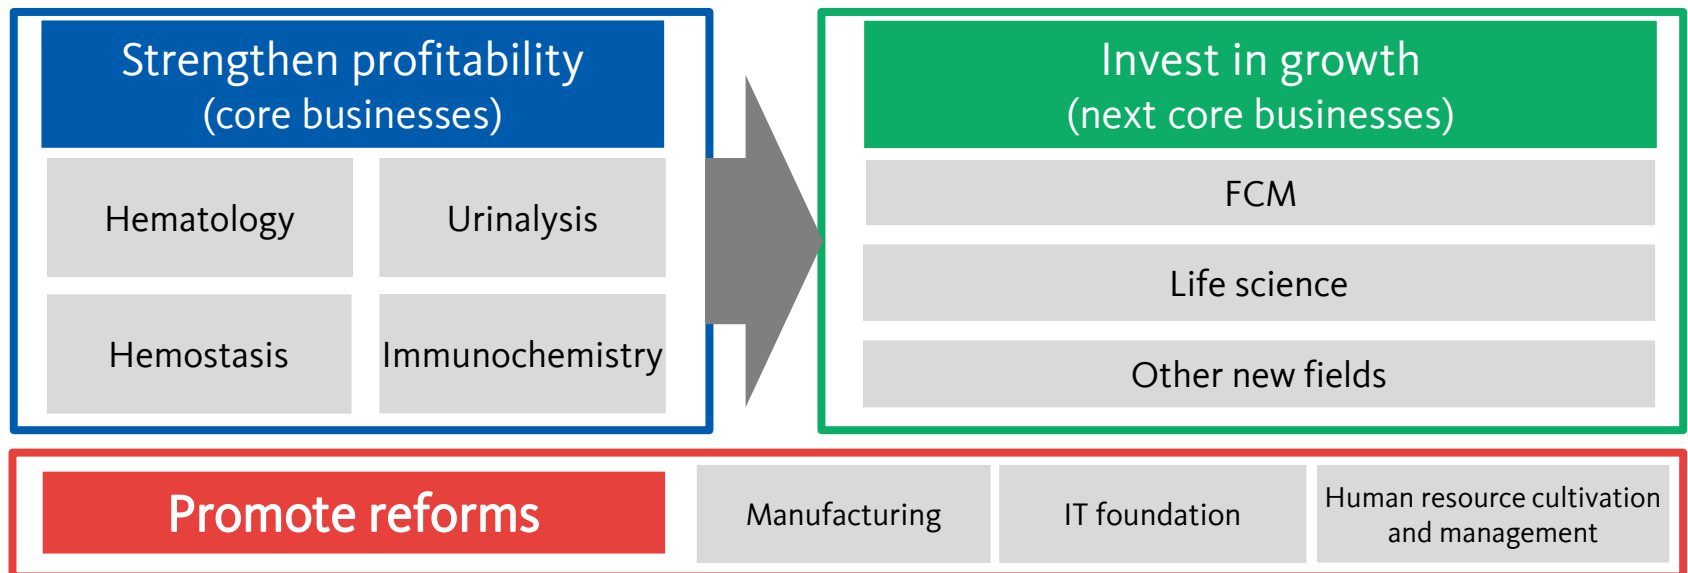 Strengthen profitability
(core businesses)
Hematology
Urinalysis
Hemostasis
Immunochemistry
Invest in growth
(next core businesses)
FCM
Life science
Other new fields
Promote reforms
Manufacturing
IT foundation
Human resource cultivation
and management